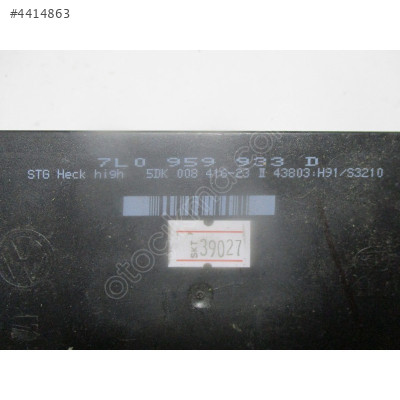 #4414863
7L0 959 933 D
STG Heck high 5DK 008 416-23 II 43803 H91/S3210
39027